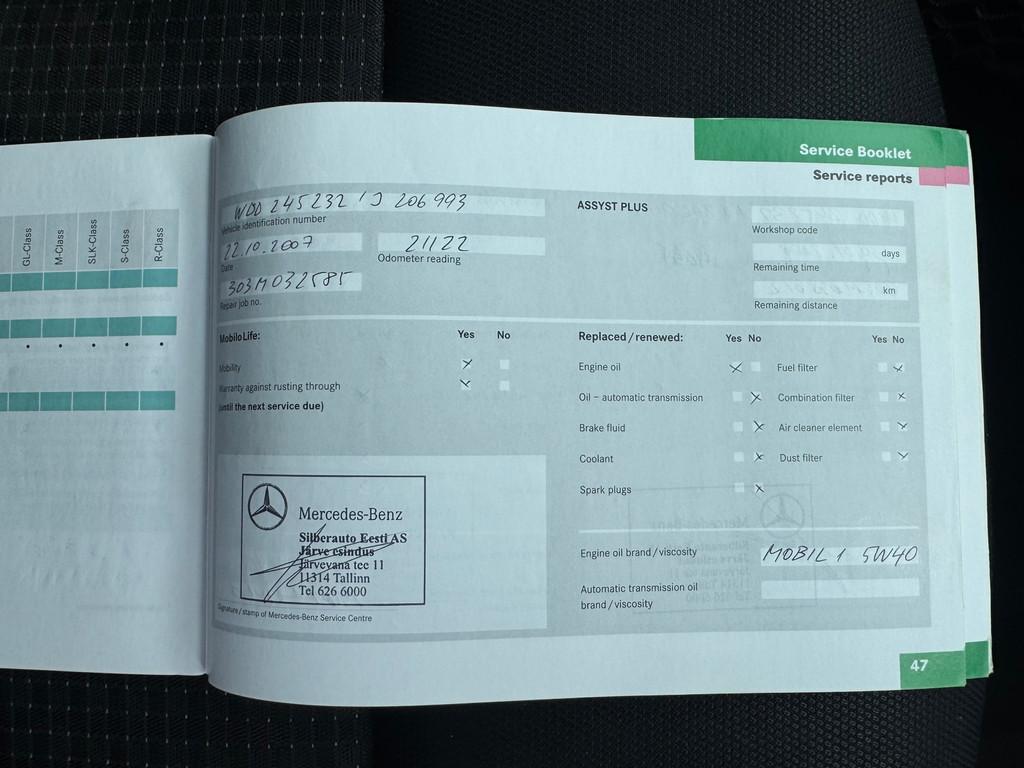 GL-Class
M-Class
SLK-Class
S-Class
R-Class
Service Booklet
Service reports
WDD 245232 1J 206993
Vehicle identification number
22.10.2007
Date
21122
Odometer reading
303M032585
Repair job no.
ASSYST PLUS
Workshop code
days
Remaining time
km
Remaining distance
MobiloLife:
Yes No
Mobility
Warranty against rusting through
(until the next service due)
Replaced / renewed:
Yes No
Yes No
Engine oil
Fuel filter
Oil – automatic transmission
Combination filter
Brake fluid
Air cleaner element
Coolant
Dust filter
Spark plugs
Mercedes-Benz
Silberauto Eesti AS
Järve esindus
Järvevana tee 11
11314 Tallinn
Tel 626 6000
Signature / stamp of Mercedes-Benz Service Centre
Engine oil brand / viscosity
MOBIL 1 5W40
Automatic transmission oil
brand / viscosity
47